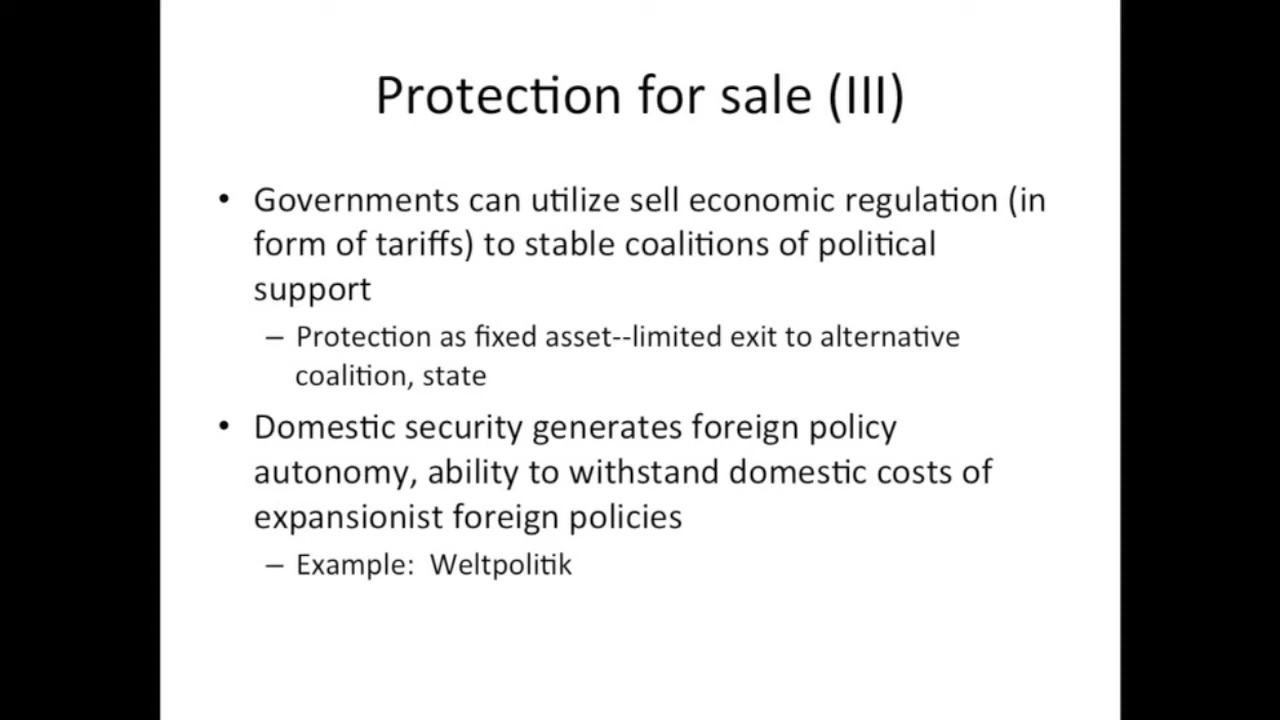 Protection for sale (III)
• Governments can utilize sell economic regulation (in
form of tariffs) to stable coalitions of political
support
– Protection as fixed asset--limited exit to alternative
coalition, state
• Domestic security generates foreign policy
autonomy, ability to withstand domestic costs of
expansionist foreign policies
– Example:  Weltpolitik